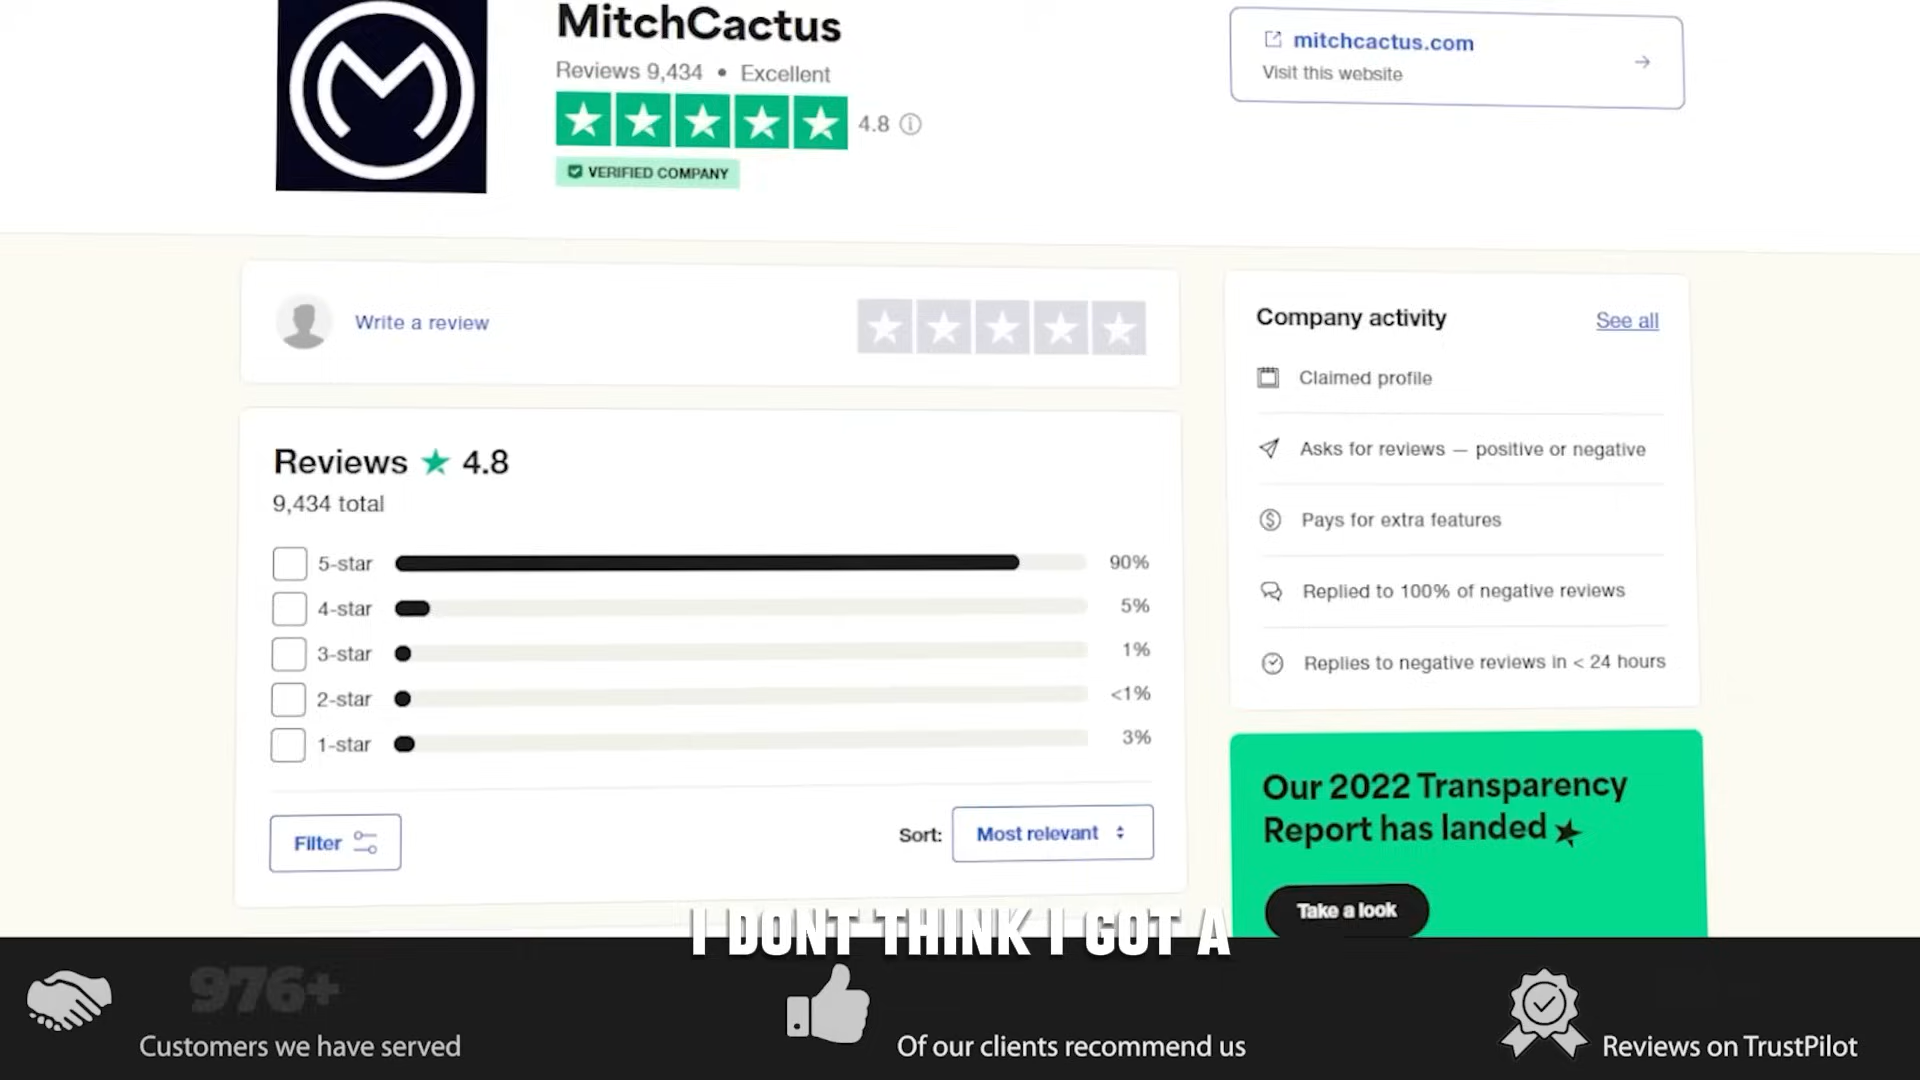 MitchCactus
Reviews 9,434 • Excellent
4.8
VERIFIED COMPANY
mitchcactus.com
Visit this website
Write a review
Reviews ★ 4.8
9,434 total
5-star 90%
4-star 5%
3-star 1%
2-star <1%
1-star 3%
Filter
Sort: Most relevant
Company activity See all
Claimed profile
Asks for reviews — positive or negative
Pays for extra features
Replied to 100% of negative reviews
Replies to negative reviews in < 24 hours
Our 2022 Transparency
Report has landed
Take a look
I DONT THINK I GOT A
976+
Customers we have served
Of our clients recommend us
Reviews on TrustPilot